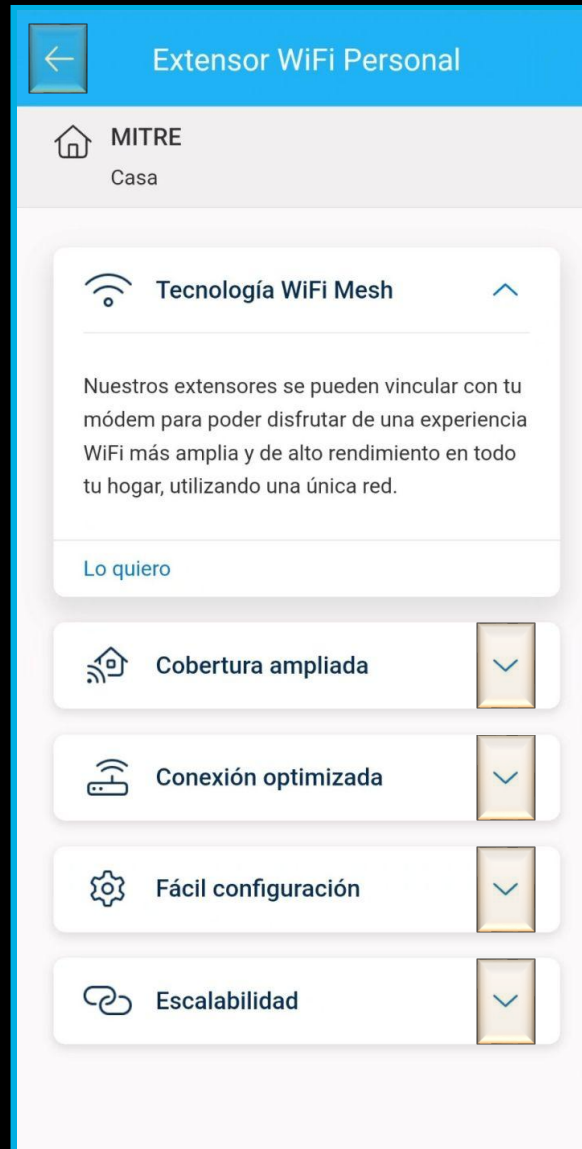 Extensor WiFi Personal
MITRE
Casa
Tecnología WiFi Mesh
Nuestros extensores se pueden vincular con tu
módem para poder disfrutar de una experiencia
WiFi más amplia y de alto rendimiento en todo
tu hogar, utilizando una única red.
Lo quiero
Cobertura ampliada
Conexión optimizada
Fácil configuración
Escalabilidad